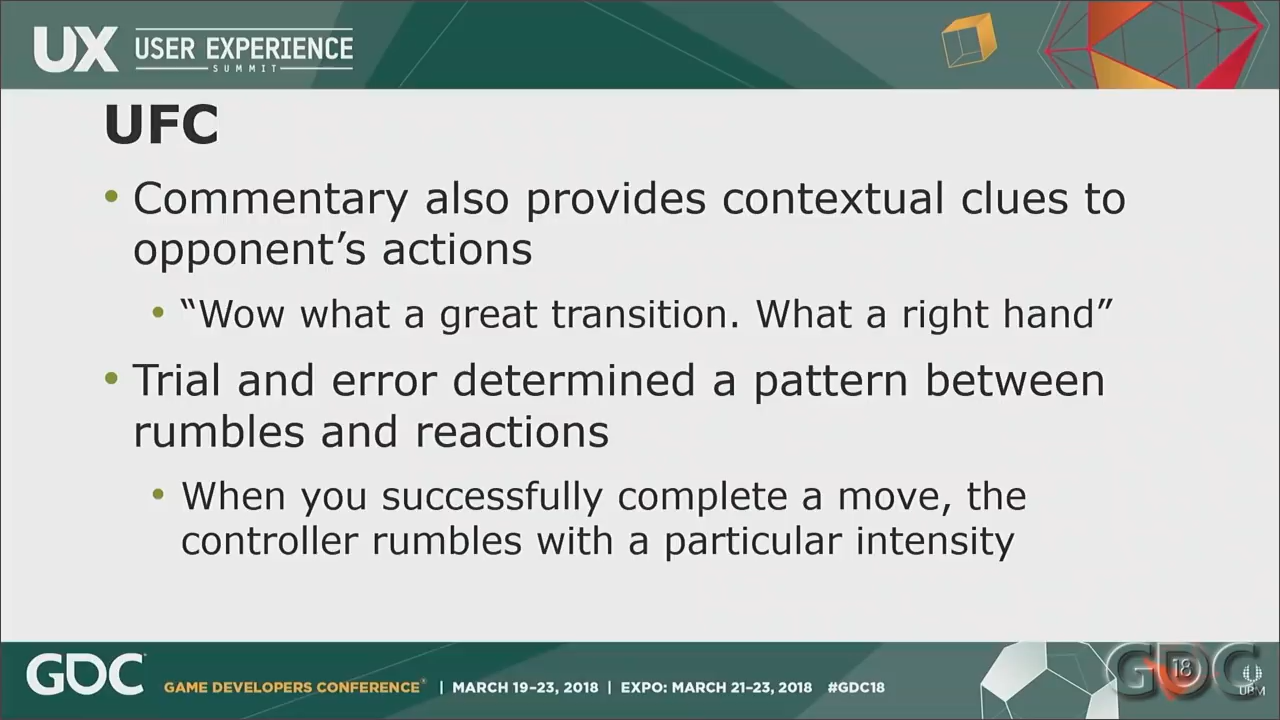 UX USER EXPERIENCE
SUMMIT
UFC
• Commentary also provides contextual clues to
opponent’s actions
• “Wow what a great transition. What a right hand”
• Trial and error determined a pattern between
rumbles and reactions
• When you successfully complete a move, the
controller rumbles with a particular intensity
GDC GAME DEVELOPERS CONFERENCE® | MARCH 19–23, 2018 | EXPO: MARCH 21–23, 2018 #GDC18
GDC 18
UBM